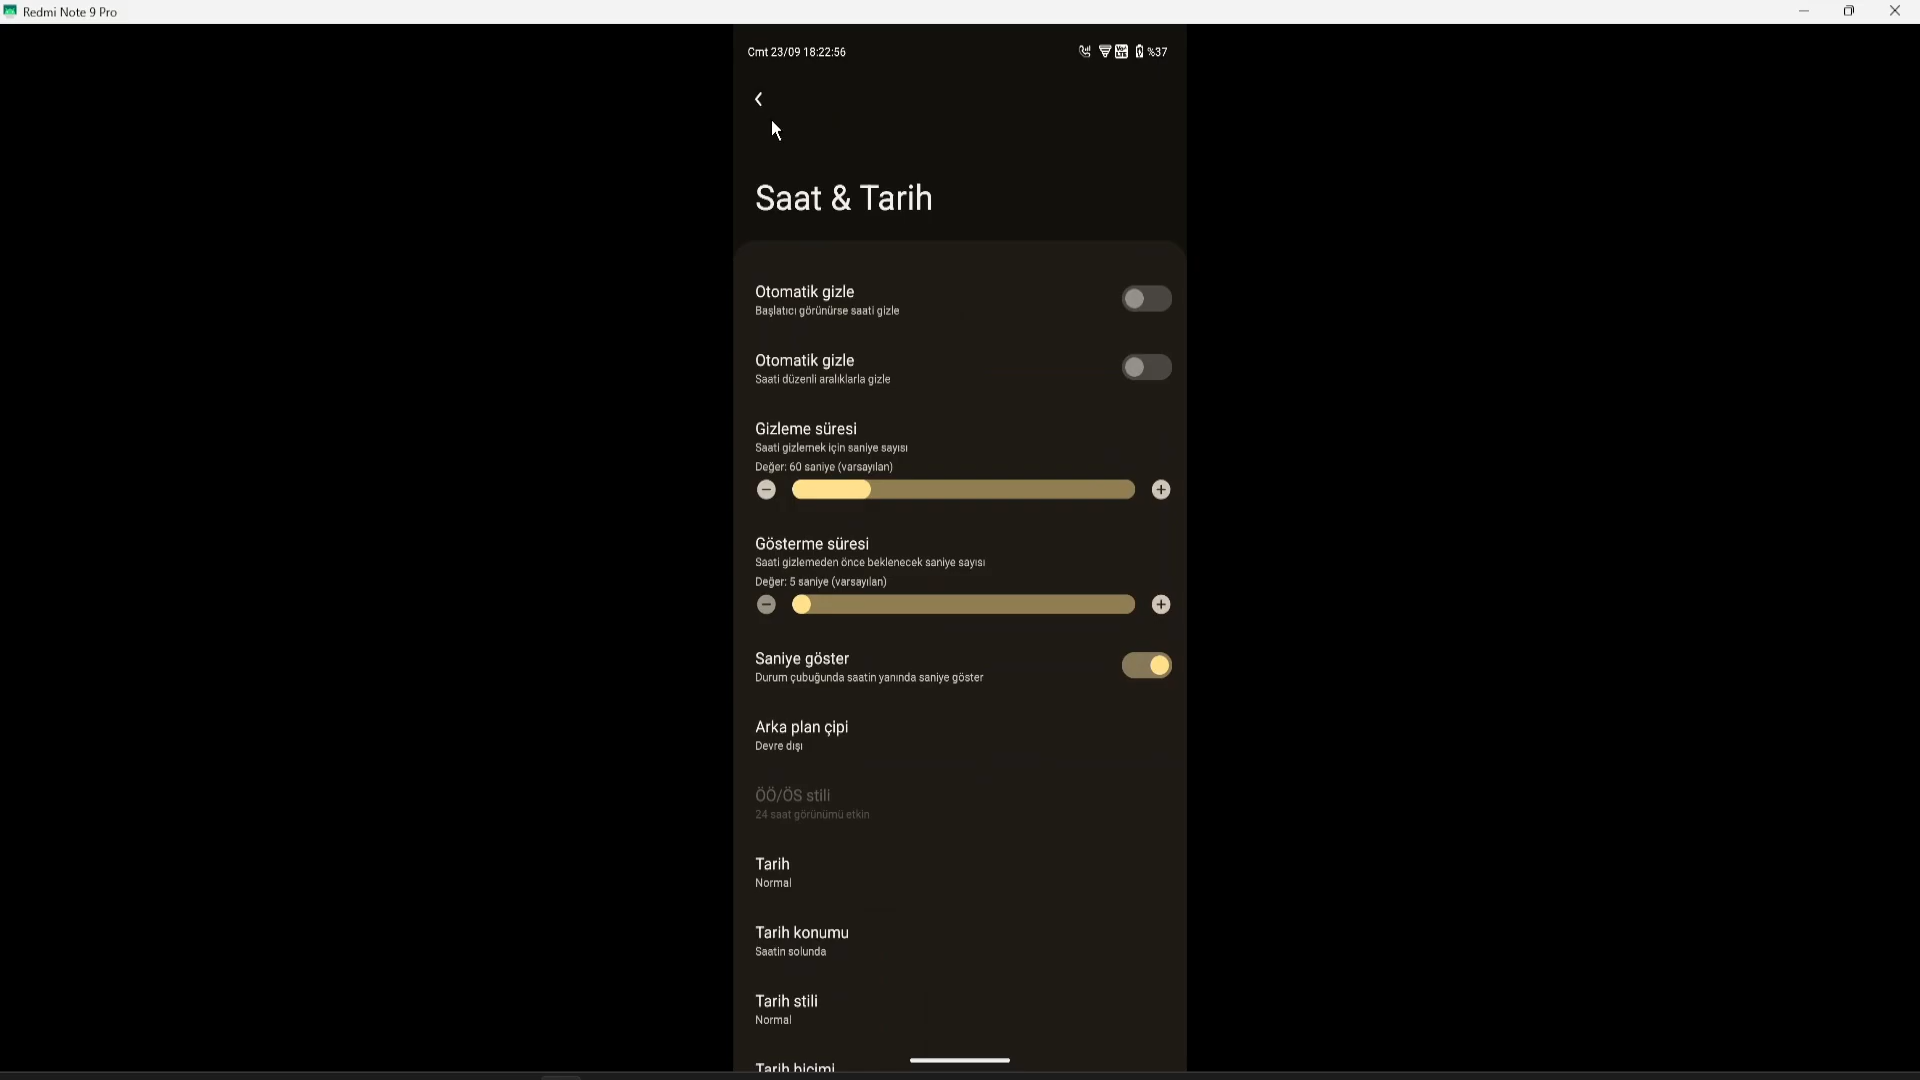 Redmi Note 9 Pro
Cmt 23/09 18:22:56
%37
Saat & Tarih
Otomatik gizle
Başlatıcı görünürse saati gizle
Otomatik gizle
Saati düzenli aralıklarla gizle
Gizleme süresi
Saati gizlemek için saniye sayısı
Değer: 60 saniye (varsayılan)
Gösterme süresi
Saati gizlemeden önce beklenecek saniye sayısı
Değer: 5 saniye (varsayılan)
Saniye göster
Durum çubuğunda saatin yanında saniye göster
Arka plan çipi
Devre dışı
ÖÖ/ÖS stili
24 saat görünümü etkin
Tarih
Normal
Tarih konumu
Saatin solunda
Tarih stili
Normal
Tarih biçimi